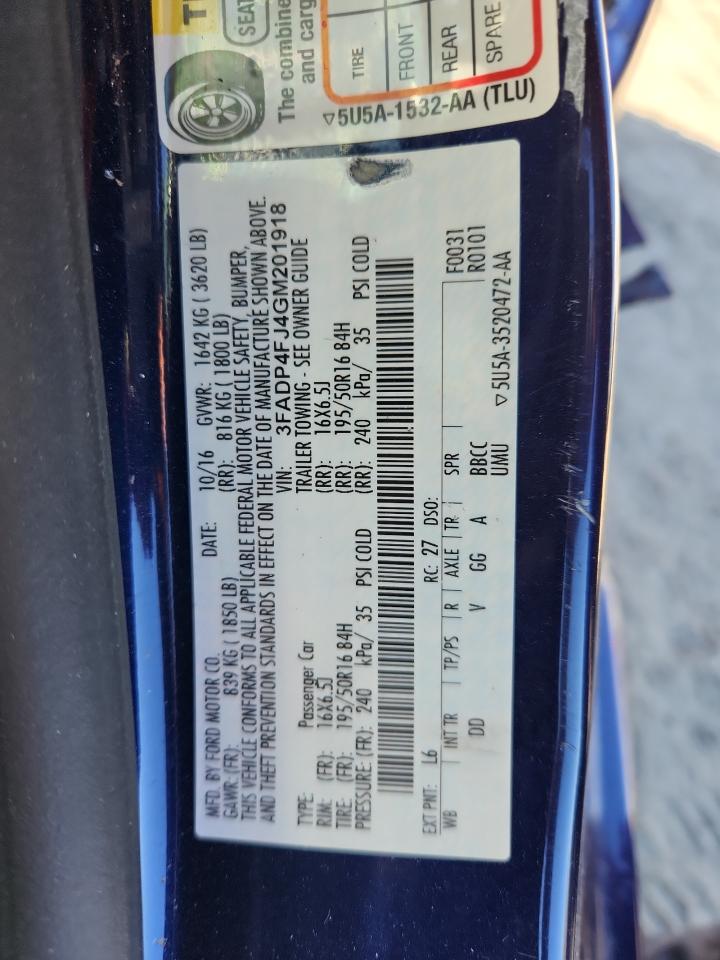 T
SEAT
The combine
and carg
TIRE
FRONT
REAR
SPARE
▽5U5A-1532-AA (TLU)
MFD. BY FORD MOTOR CO. DATE: 10/16 GVWR: 1642 KG ( 3620 LB)
GAWR: (FR): 839 KG ( 1850 LB) (RR): 816 KG ( 1800 LB)
THIS VEHICLE CONFORMS TO ALL APPLICABLE FEDERAL MOTOR VEHICLE SAFETY, BUMPER,
AND THEFT PREVENTION STANDARDS IN EFFECT ON THE DATE OF MANUFACTURE SHOWN ABOVE.
VIN: 3FADP4FJ4GM201918
TYPE: Passenger Car TRAILER TOWING - SEE OWNER GUIDE
RIM: (FR): 16X6.5J (RR): 16X6.5J
TIRE: (FR): 195/50R16 84H (RR): 195/50R16 84H
PRESSURE: (FR): 240 kPa/ 35 PSI COLD (RR): 240 kPa/ 35 PSI COLD
EXT PNT: L6 RC: 27 DSO: F0031
WB INT TR TP/PS R AXLE TR SPR R0101
DD V GG A BBCC
UMU
▽5U5A-3520472-AA